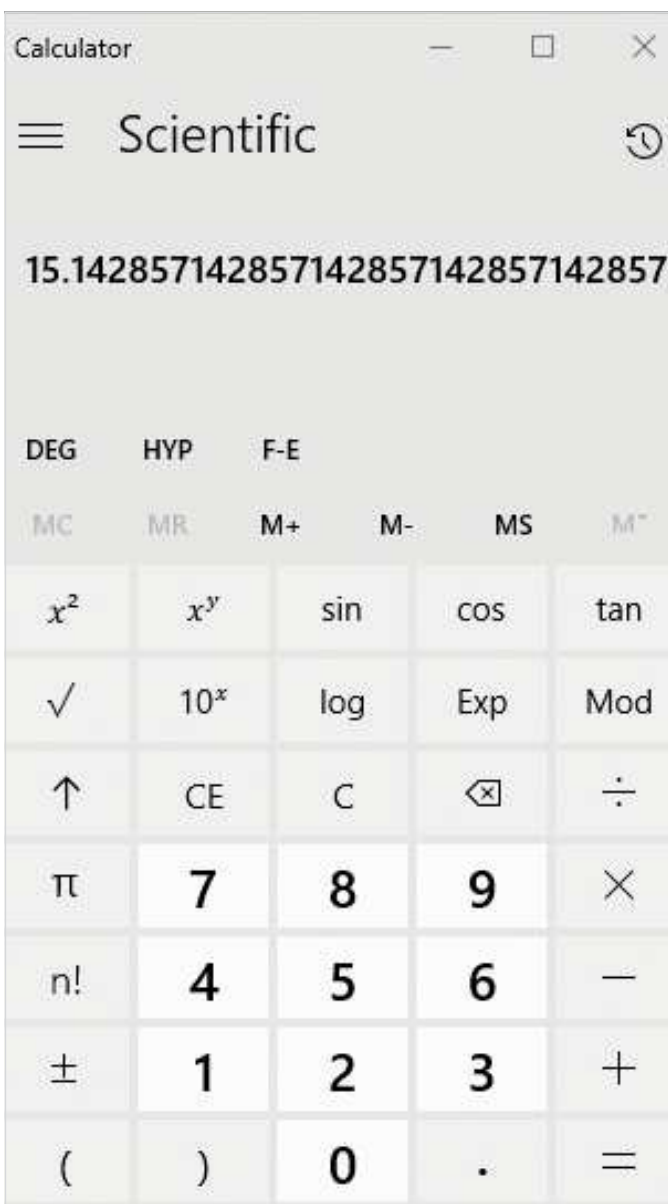 Calculator
Scientific
15.142857142857142857142857142857
DEG HYP F-E
MC MR M+ M- MS M˘
x² xʸ sin cos tan
√ 10ˣ log Exp Mod
↑ CE C ⌫ ÷
π 7 8 9 ×
n! 4 5 6 −
± 1 2 3 +
( ) 0 . =